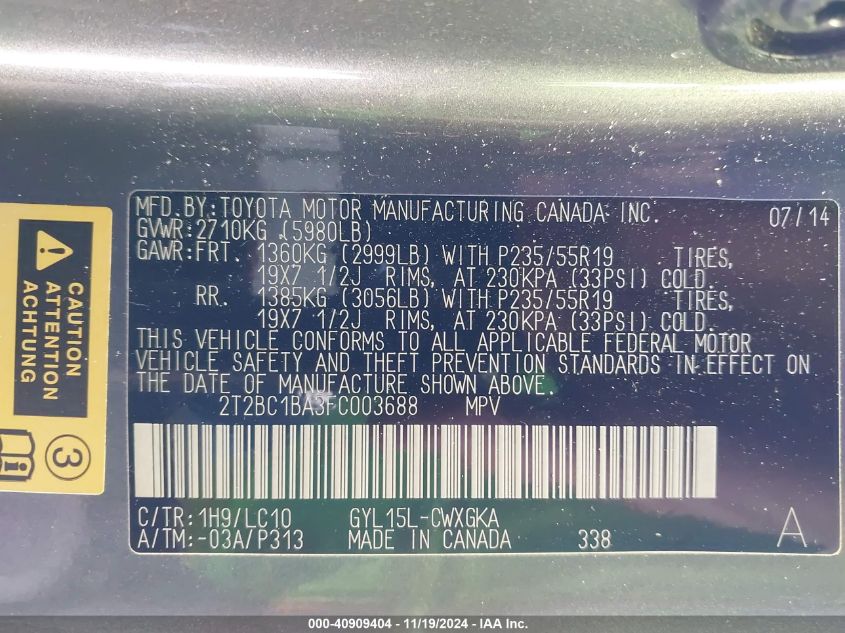 MFD.BY:TOYOTA MOTOR MANUFACTURING CANADA INC. 07/14
GVWR:2710KG (5980LB)
GAWR:FRT. 1360KG (2999LB) WITH P235/55R19 TIRES,
19X7 1/2J RIMS, AT 230KPA (33PSI) COLD.
RR. 1385KG (3056LB) WITH P235/55R19 TIRES,
19X7 1/2J RIMS, AT 230KPA (33PSI) COLD.
THIS VEHICLE CONFORMS TO ALL APPLICABLE FEDERAL MOTOR
VEHICLE SAFETY AND THEFT PREVENTION STANDARDS IN EFFECT ON
THE DATE OF MANUFACTURE SHOWN ABOVE.
2T2BC1BA3FC003688 MPV
C/TR:1H9/LC10 GYL15L-CWXGKA
A/TM:-03A/P313 MADE IN CANADA 338 A
CAUTION
ATTENTION
ACHTUNG
3
i
000-40909404 - 11/19/2024 - IAA Inc.